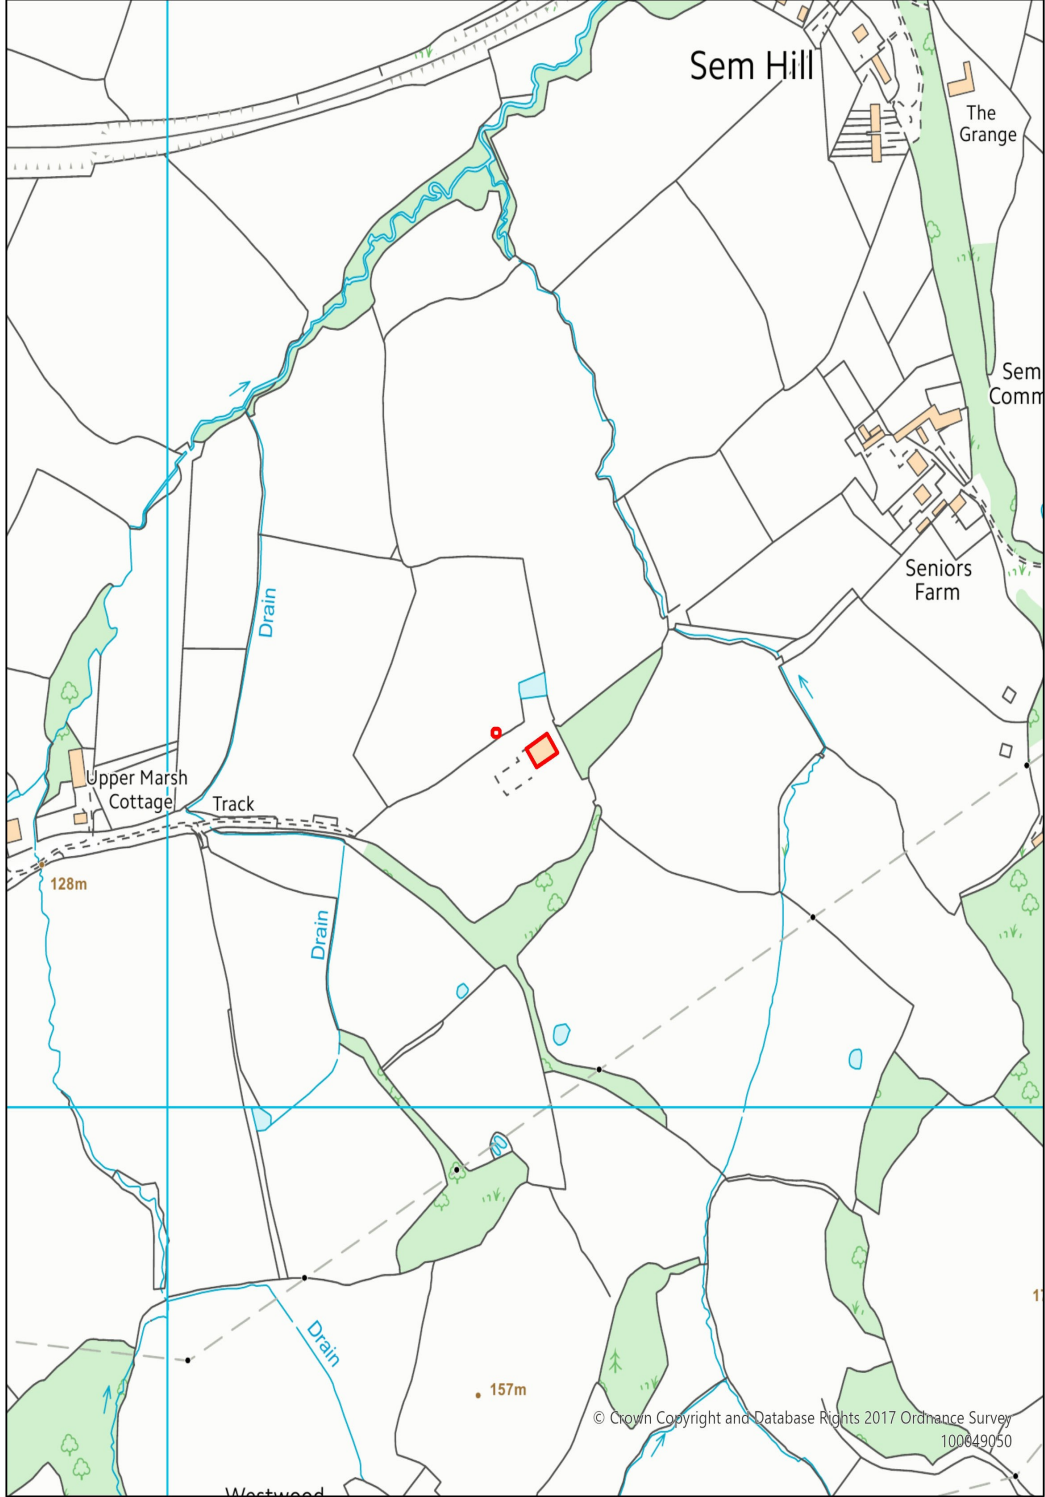 Sem Hill
The
Grange
Sem
Comm
Seniors
Farm
Drain
Upper Marsh
Cottage
Track
128m
Drain
Drain
157m
17
© Crown Copyright and Database Rights 2017 Ordnance Survey
100049050
Westwood